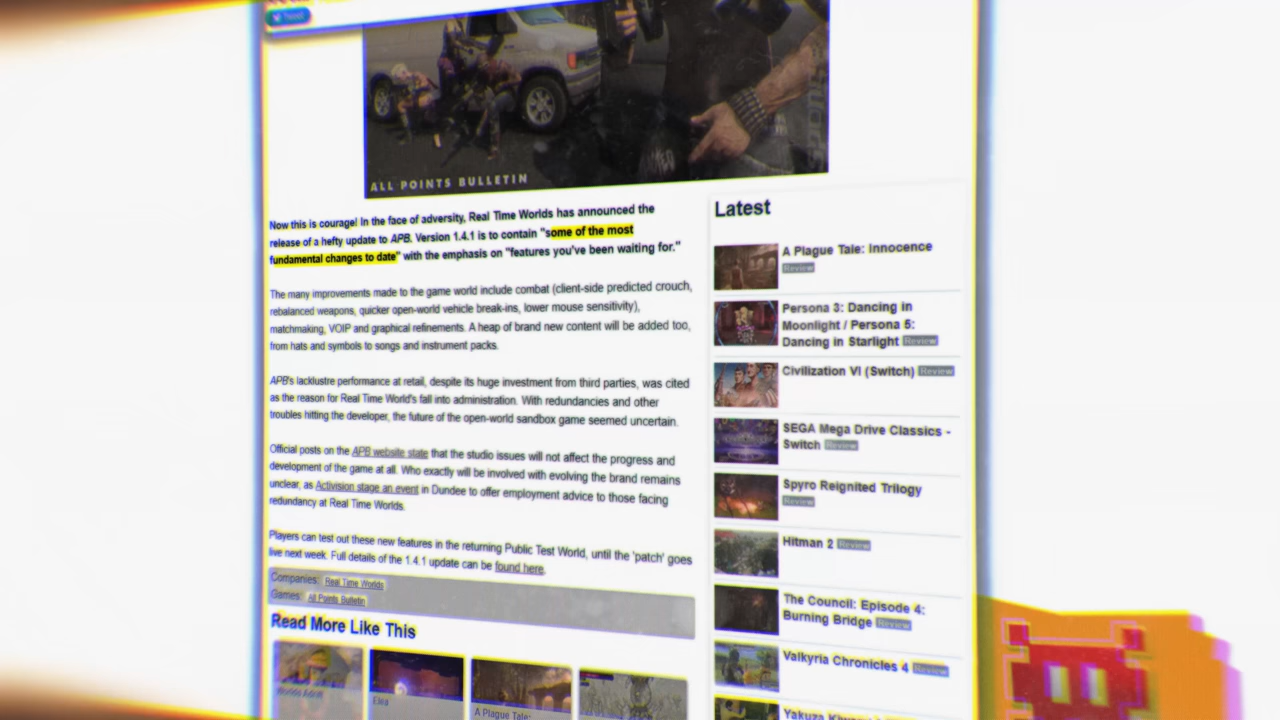 ALL POINTS BULLETIN
Now this is courage! In the face of adversity, Real Time Worlds has announced the
release of a hefty update to APB. Version 1.4.1 is to contain "some of the most
fundamental changes to date" with the emphasis on "features you've been waiting for."
The many improvements made to the game world include combat (client-side predicted crouch,
rebalanced weapons, quicker open-world vehicle break-ins, lower mouse sensitivity),
matchmaking, VOIP and graphical refinements. A heap of brand new content will be added too,
from hats and symbols to songs and instrument packs.
APB's lacklustre performance at retail, despite its huge investment from third parties, was cited
as the reason for Real Time World's fall into administration. With redundancies and other
troubles hitting the developer, the future of the open-world sandbox game seemed uncertain.
Official posts on the APB website state that the studio issues will not affect the progress and
development of the game at all. Who exactly will be involved with evolving the brand remains
unclear, as Activision stage an event in Dundee to offer employment advice to those facing
redundancy at Real Time Worlds.
Players can test out these new features in the returning Public Test World, until the 'patch' goes
live next week. Full details of the 1.4.1 update can be found here.
Companies: Real Time Worlds
Games: All Points Bulletin
Read More Like This
Worlds Adrift
Elea
A Plague Tale:
Latest
A Plague Tale: Innocence
Review
Persona 3: Dancing in
Moonlight / Persona 5:
Dancing in Starlight Review
Civilization VI (Switch) Review
SEGA Mega Drive Classics -
Switch Review
Spyro Reignited Trilogy
Review
Hitman 2 Review
The Council: Episode 4:
Burning Bridge Review
Valkyria Chronicles 4 Review
Yakuza